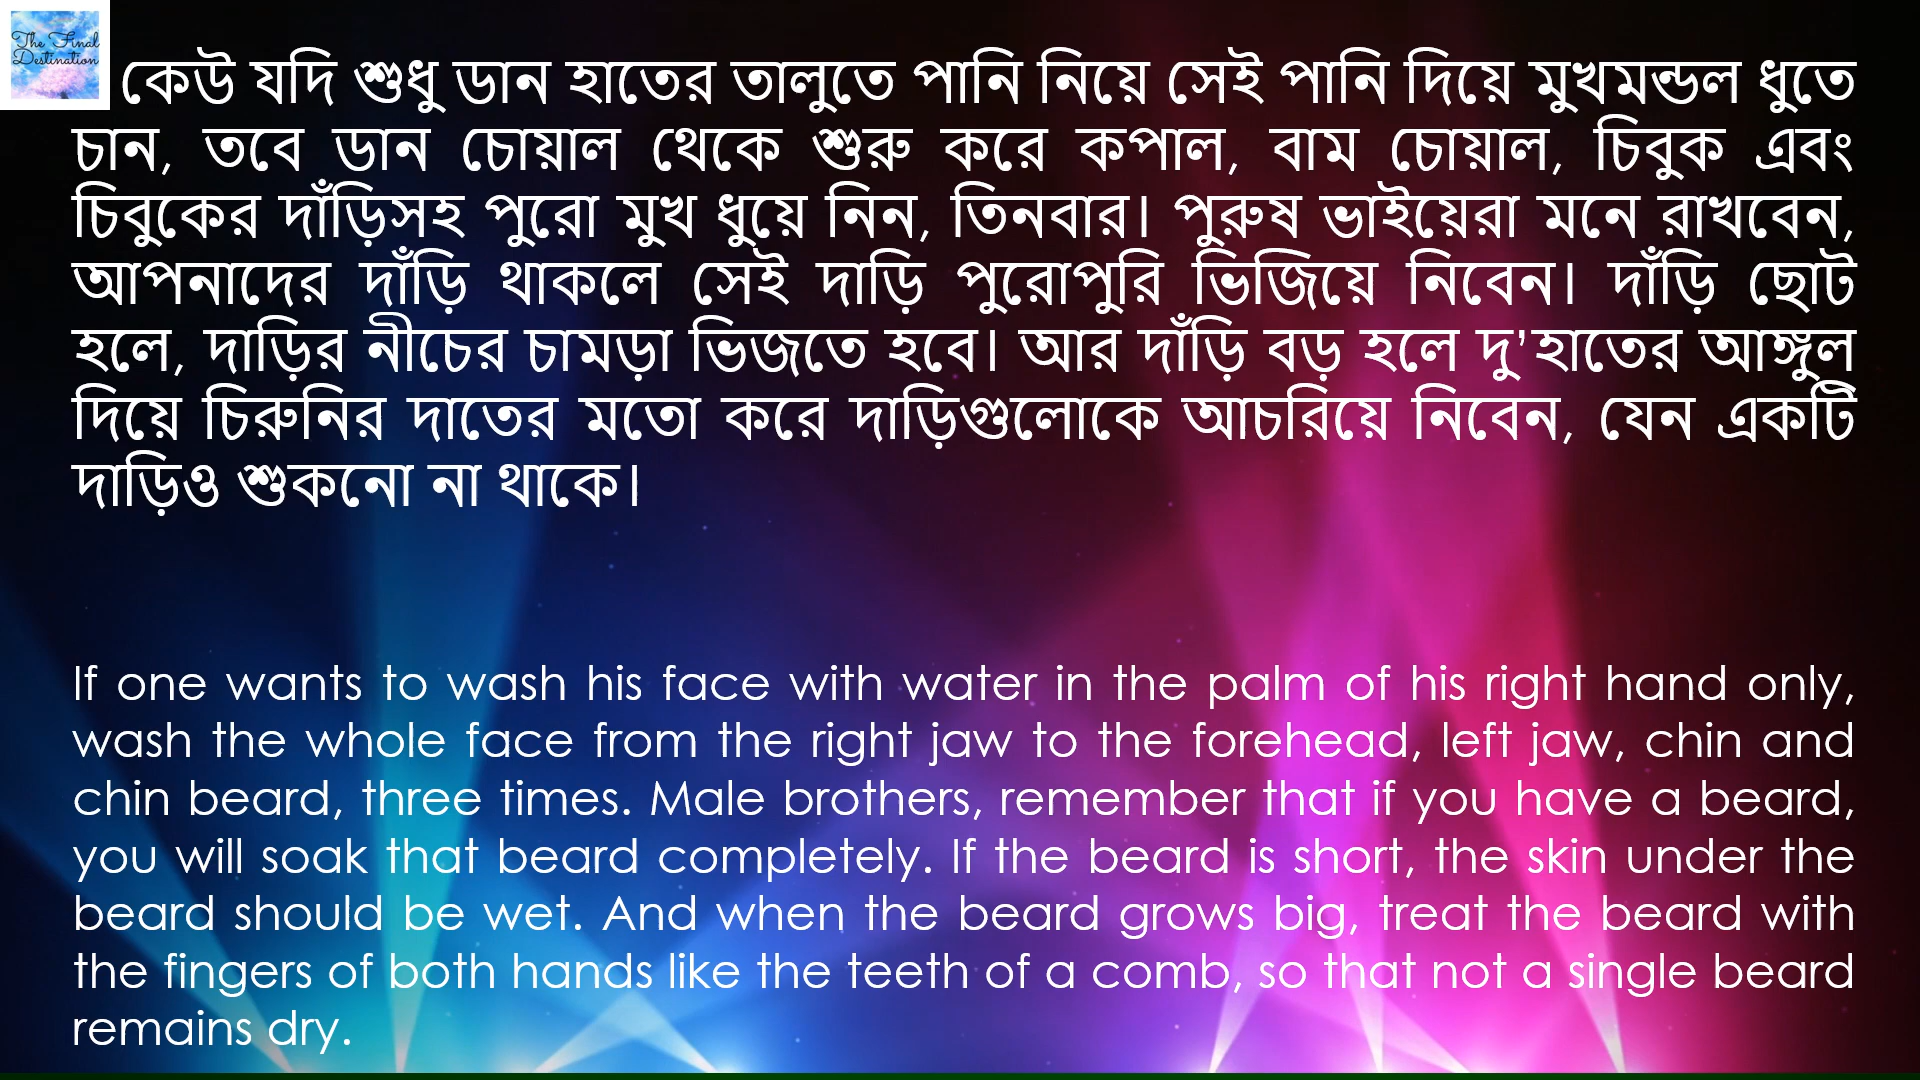 The Final
Destination
কেউ যদি শুধু ডান হাতের তালুতে পানি নিয়ে সেই পানি দিয়ে মুখমন্ডল ধুতে
চান, তবে ডান চোয়াল থেকে শুরু করে কপাল, বাম চোয়াল, চিবুক এবং
চিবুকের দাঁড়িসহ পুরো মুখ ধুয়ে নিন, তিনবার। পুরুষ ভাইয়েরা মনে রাখবেন,
আপনাদের দাঁড়ি থাকলে সেই দাড়ি পুরোপুরি ভিজিয়ে নিবেন। দাঁড়ি ছোট
হলে, দাড়ির নীচের চামড়া ভিজতে হবে। আর দাঁড়ি বড় হলে দু’হাতের আঙ্গুল
দিয়ে চিরুনির দাতের মতো করে দাড়িগুলোকে আচরিয়ে নিবেন, যেন একটি
দাড়িও শুকনো না থাকে।
If one wants to wash his face with water in the palm of his right hand only,
wash the whole face from the right jaw to the forehead, left jaw, chin and
chin beard, three times. Male brothers, remember that if you have a beard,
you will soak that beard completely. If the beard is short, the skin under the
beard should be wet. And when the beard grows big, treat the beard with
the fingers of both hands like the teeth of a comb, so that not a single beard
remains dry.